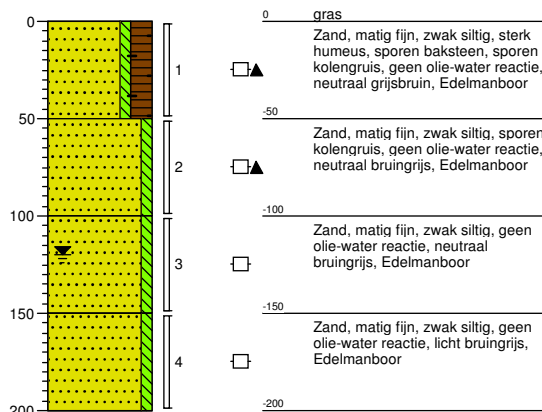 0
0 gras
Zand, matig fijn, zwak siltig, sterk
humeus, sporen baksteen, sporen
kolengruis, geen olie-water reactie,
neutraal grijsbruin, Edelmanboor
1
50
-50
Zand, matig fijn, zwak siltig, sporen
kolengruis, geen olie-water reactie,
neutraal bruingrijs, Edelmanboor
2
100
-100
Zand, matig fijn, zwak siltig, geen
olie-water reactie, neutraal
bruingrijs, Edelmanboor
3
150
-150
Zand, matig fijn, zwak siltig, geen
olie-water reactie, licht bruingrijs,
Edelmanboor
4
200
-200